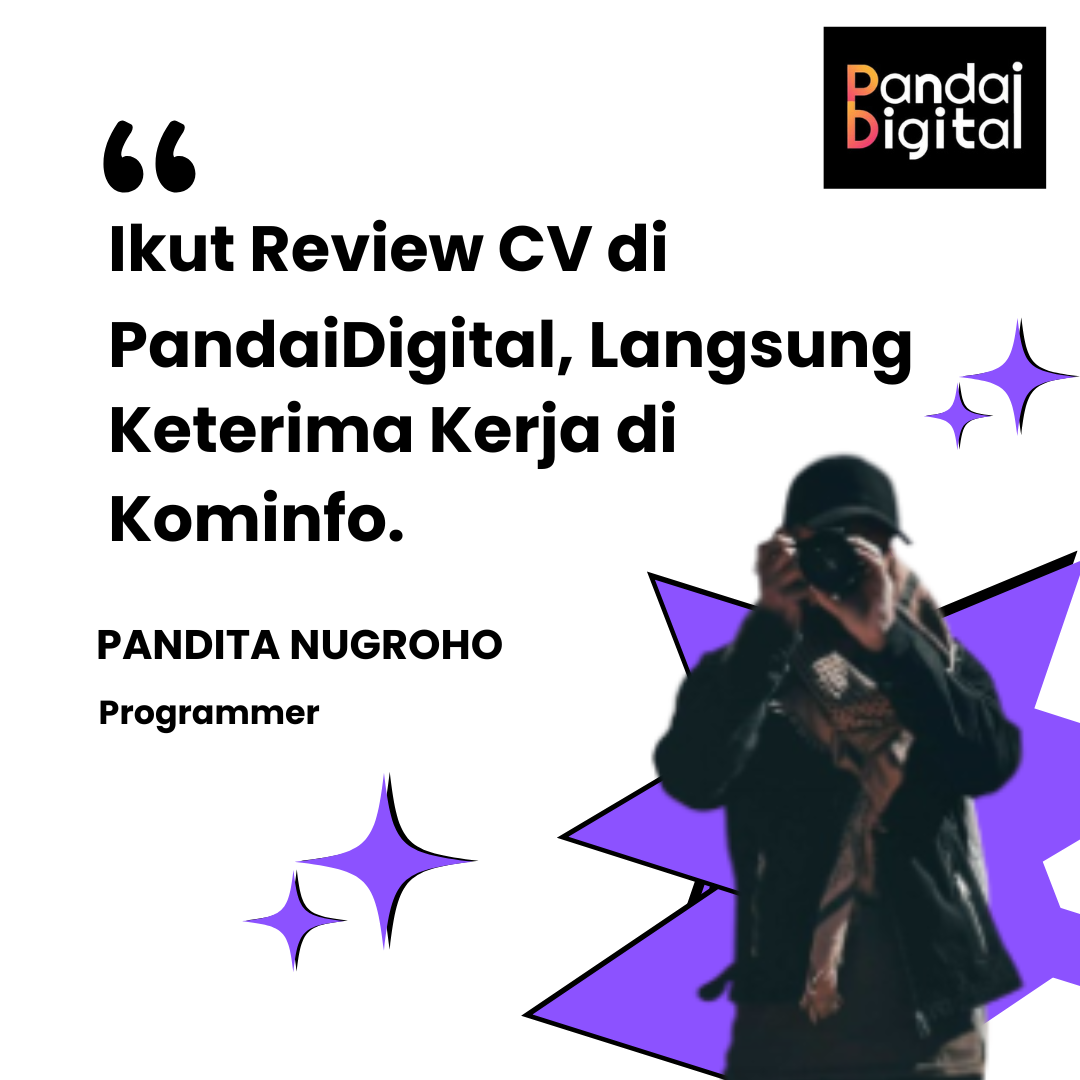 Pandai
Digital
“
Ikut Review CV di
PandaiDigital, Langsung
Keterima Kerja di
Kominfo.
PANDITA NUGROHO
Programmer